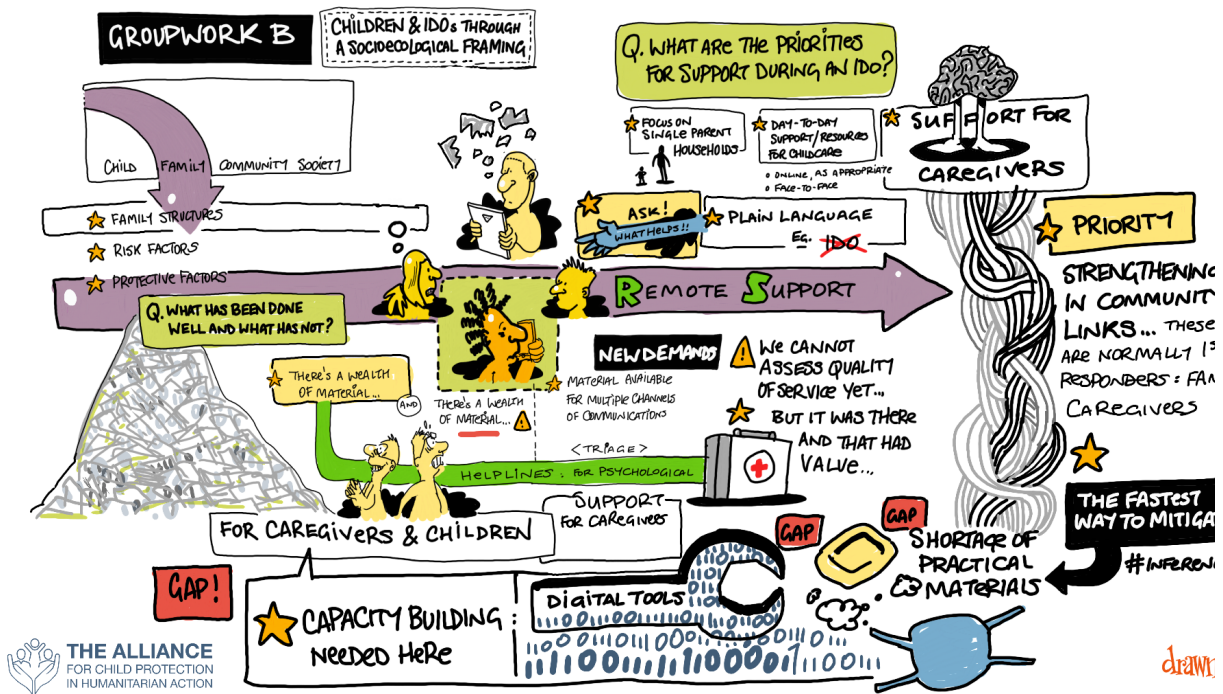 GROUPWORK B
CHILDREN & IDOs THROUGH
A SOCIOECOLOGICAL FRAMING
CHILD FAMILY COMMUNITY SOCIETY
FAMILY STRUCTURES
RISK FACTORS
PROTECTIVE FACTORS
Q. WHAT HAS BEEN DONE
WELL AND WHAT HAS NOT?
THERE'S A WEALTH
OF MATERIAL...
AND
THERE'S A WEALTH
OF MATERIAL...
Q. WHAT ARE THE PRIORITIES
FOR SUPPORT DURING AN IDO?
FOCUS ON
SINGLE PARENT
HOUSEHOLDS
DAY-TO-DAY
SUPPORT/RESOURCES
FOR CHILDCARE
ONLINE, AS APPROPRIATE
FACE-TO-FACE
SUPPORT FOR
CAREGIVERS
ASK!
WHAT HELPS!!
PLAIN LANGUAGE
EG. IDO
REMOTE SUPPORT
NEW DEMANDS
MATERIAL AVAILABLE
FOR MULTIPLE CHANNELS
OF COMMUNICATIONS
<TRIAGE>
HELPLINES: FOR PSYCHOLOGICAL
SUPPORT
FOR CAREGIVERS
WE CANNOT
ASSESS QUALITY
OF SERVICE YET...
BUT IT WAS THERE
AND THAT HAD
VALUE...
PRIORITY
STRENGTHENING
IN COMMUNITY
LINKS... THESE
ARE NORMALLY 1S
RESPONDERS: FAM
CAREGIVERS
THE FASTEST
WAY TO MITIGA
#INFEREN
FOR CAREGIVERS & CHILDREN
GAP!
CAPACITY BUILDING
NEEDED HERE
DIGITAL TOOLS
GAP
GAP
SHORTAGE OF
PRACTICAL
MATERIALS
THE ALLIANCE
FOR CHILD PROTECTION
IN HUMANITARIAN ACTION
drawn